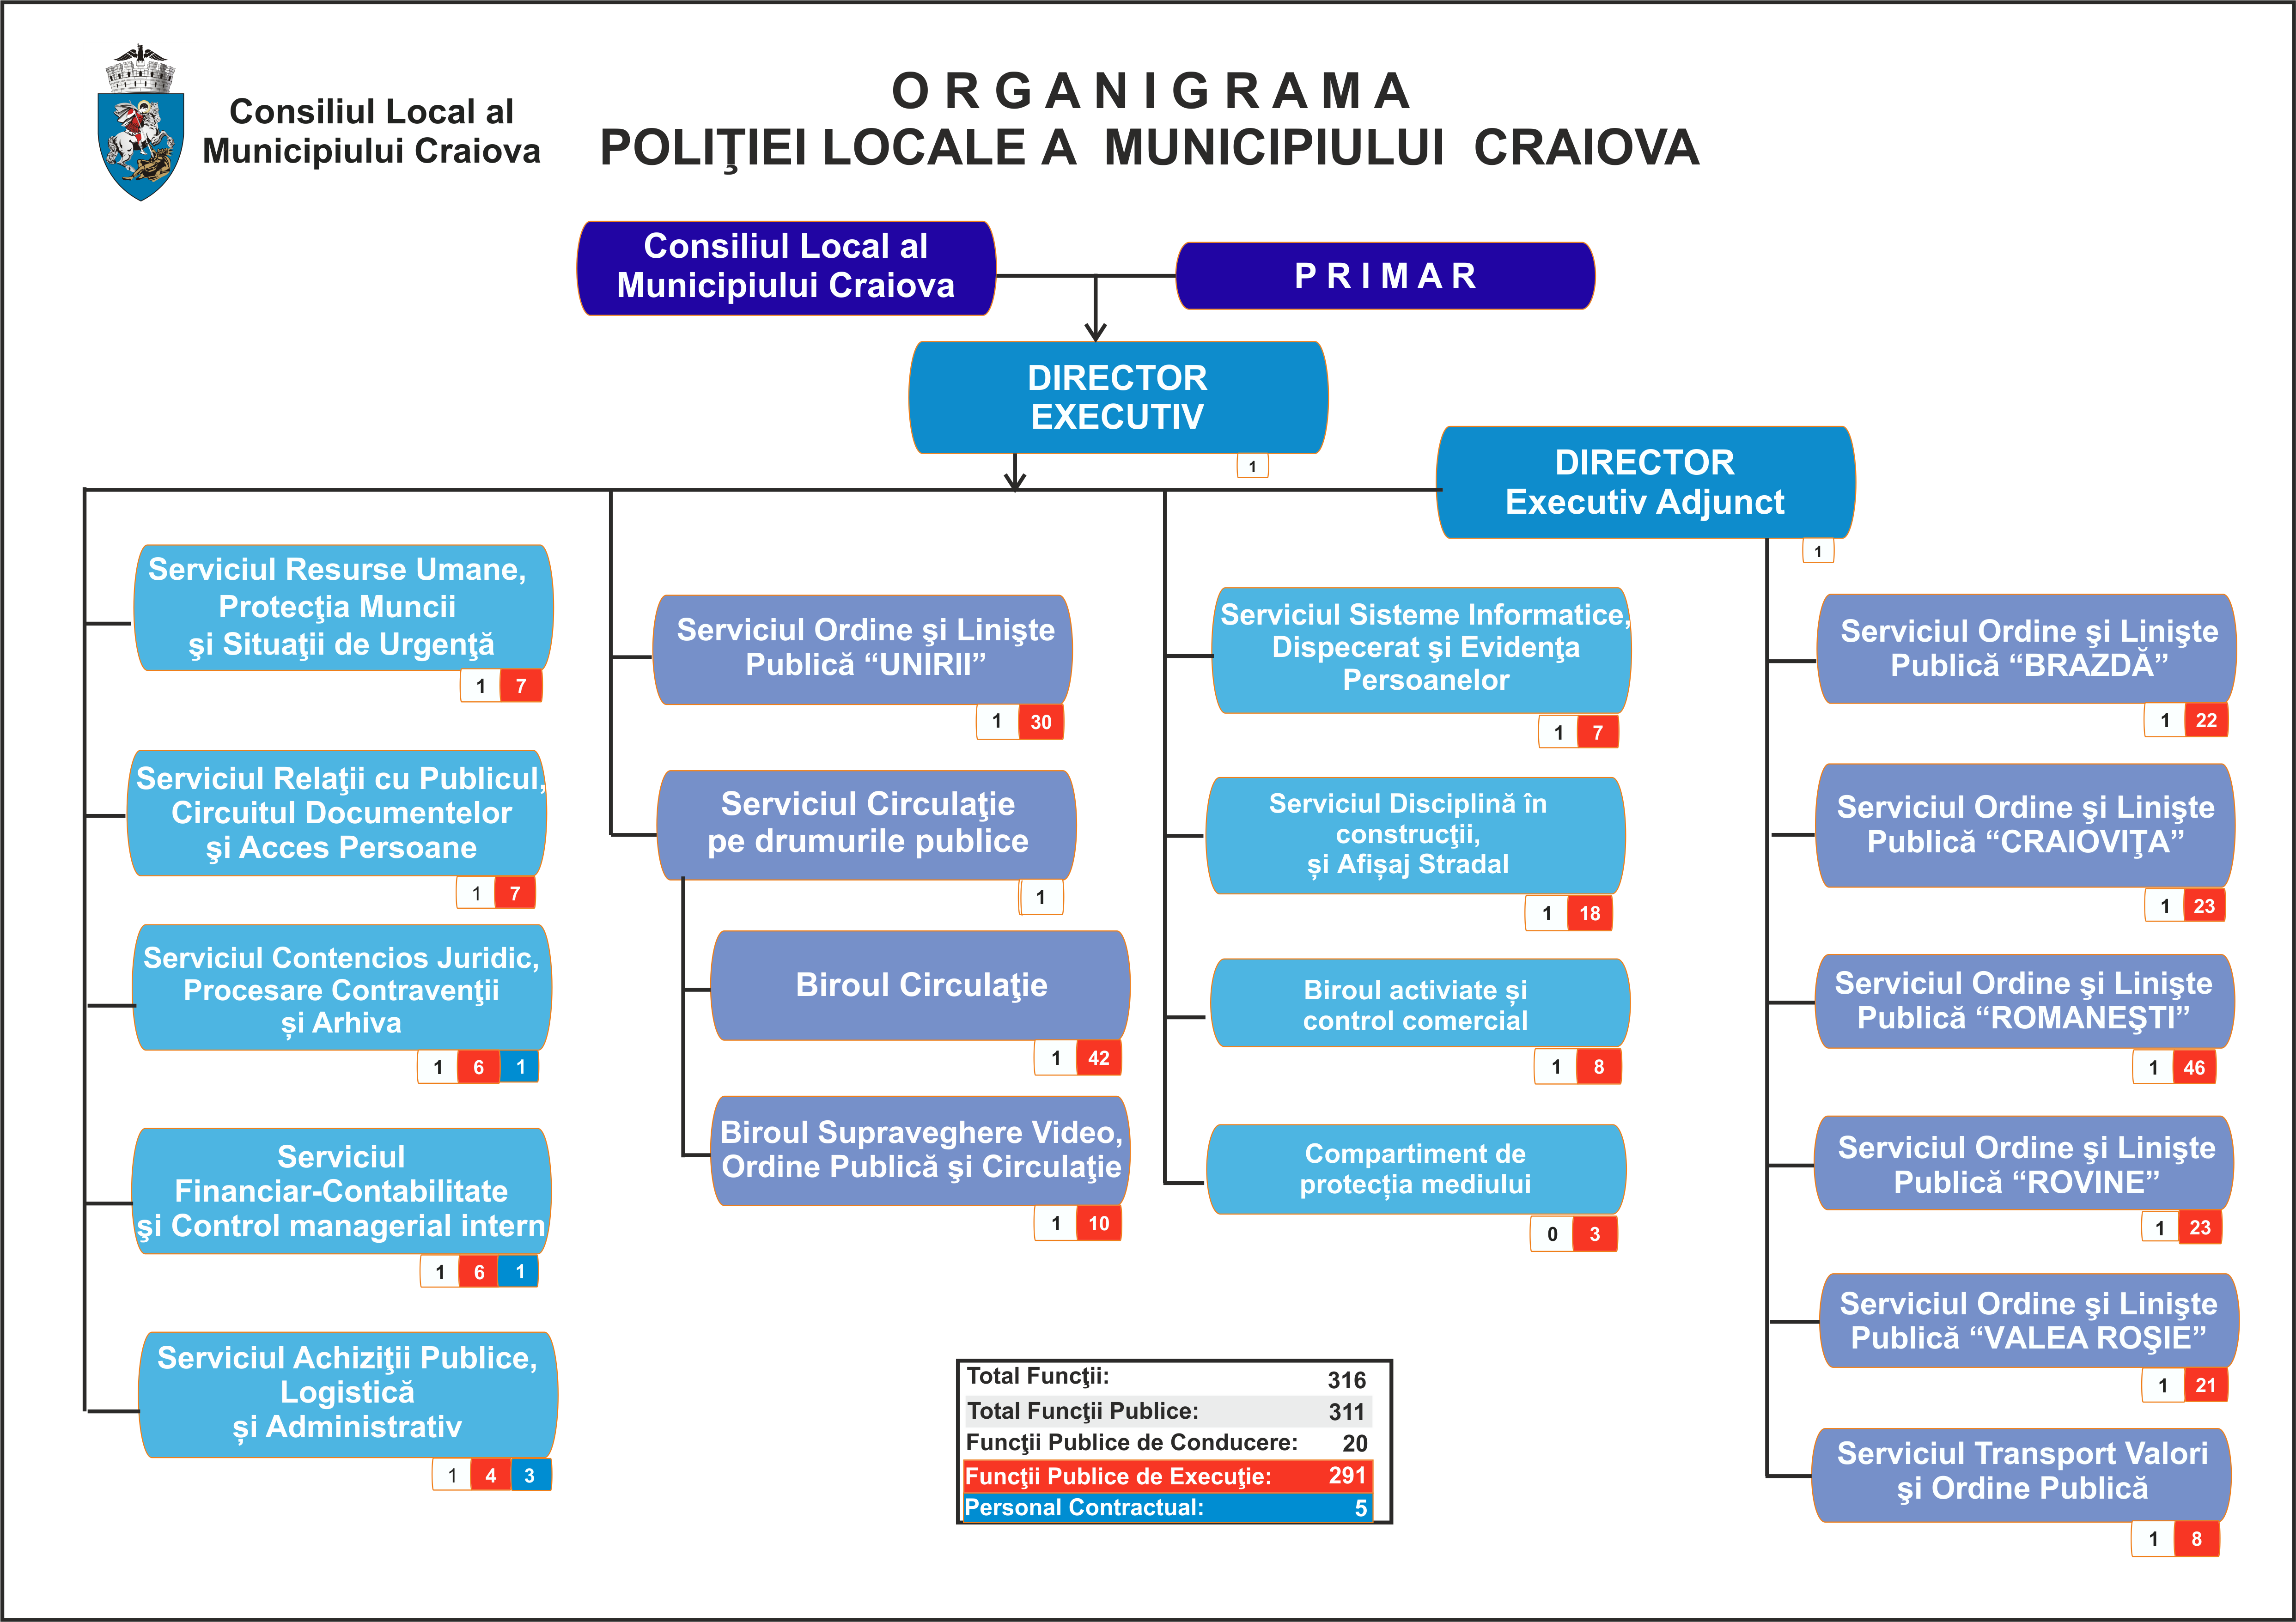 Consiliul Local al
Municipiului Craiova
O R G A N I G R A M A
POLIŢIEI LOCALE A MUNICIPIULUI CRAIOVA
Consiliul Local al
Municipiului Craiova
P R I M A R
DIRECTOR
EXECUTIV
1
DIRECTOR
Executiv Adjunct
1
Serviciul Resurse Umane,
Protecţia Muncii
şi Situaţii de Urgenţă
1 7
Serviciul Relaţii cu Publicul,
Circuitul Documentelor
şi Acces Persoane
1 7
Serviciul Contencios Juridic,
Procesare Contravenţii
și Arhiva
1 6 1
Serviciul
Financiar-Contabilitate
şi Control managerial intern
1 6 1
Serviciul Achiziţii Publice,
Logistică
și Administrativ
1 4 3
Serviciul Ordine şi Linişte
Publică “UNIRII”
1 30
Serviciul Circulaţie
pe drumurile publice
1
Biroul Circulaţie
1 42
Biroul Supraveghere Video,
Ordine Publică şi Circulaţie
1 10
Serviciul Sisteme Informatice,
Dispecerat şi Evidenţa
Persoanelor
1 7
Serviciul Disciplină în
construcţii,
și Afișaj Stradal
1 18
Biroul activiate și
control comercial
1 8
Compartiment de
protecția mediului
0 3
Serviciul Ordine şi Linişte
Publică “BRAZDĂ”
1 22
Serviciul Ordine şi Linişte
Publică “CRAIOVIŢA”
1 23
Serviciul Ordine şi Linişte
Publică “ROMANEŞTI”
1 46
Serviciul Ordine şi Linişte
Publică “ROVINE”
1 23
Serviciul Ordine şi Linişte
Publică “VALEA ROŞIE”
1 21
Serviciul Transport Valori
şi Ordine Publică
1 8
Total Funcţii: 316
Total Funcţii Publice: 311
Funcţii Publice de Conducere: 20
Funcţii Publice de Execuţie: 291
Personal Contractual: 5